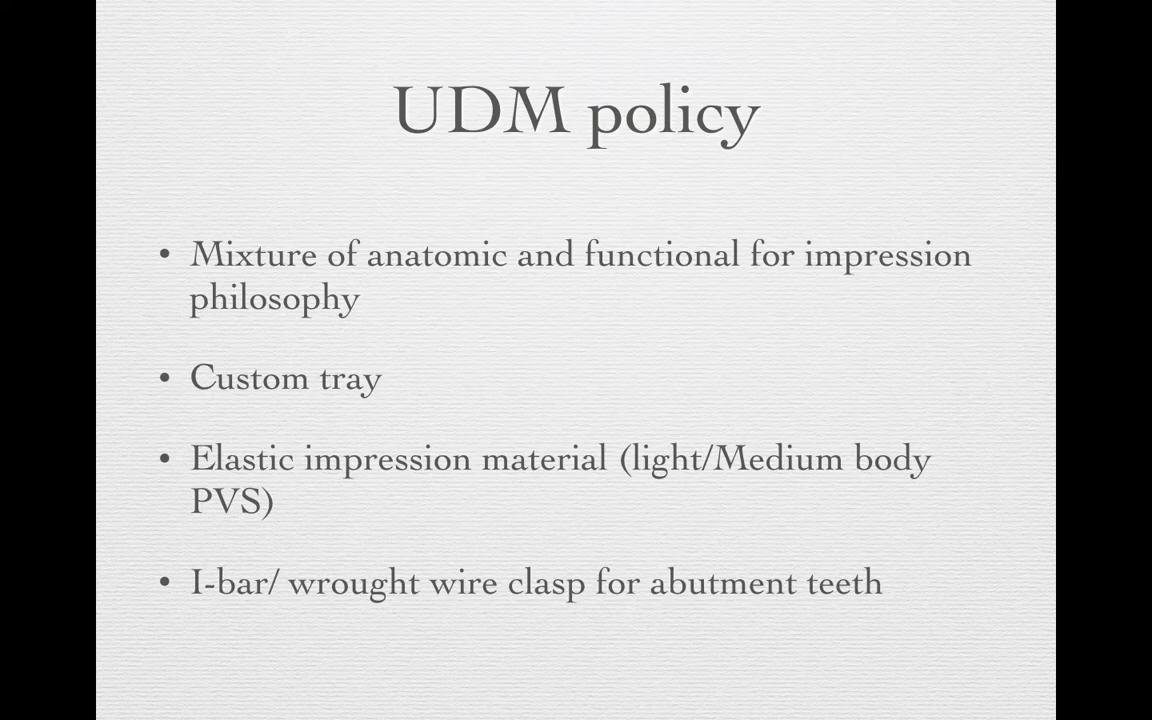 UDM policy
• Mixture of anatomic and functional for impression
philosophy
• Custom tray
• Elastic impression material (light/Medium body
PVS)
• I-bar/ wrought wire clasp for abutment teeth